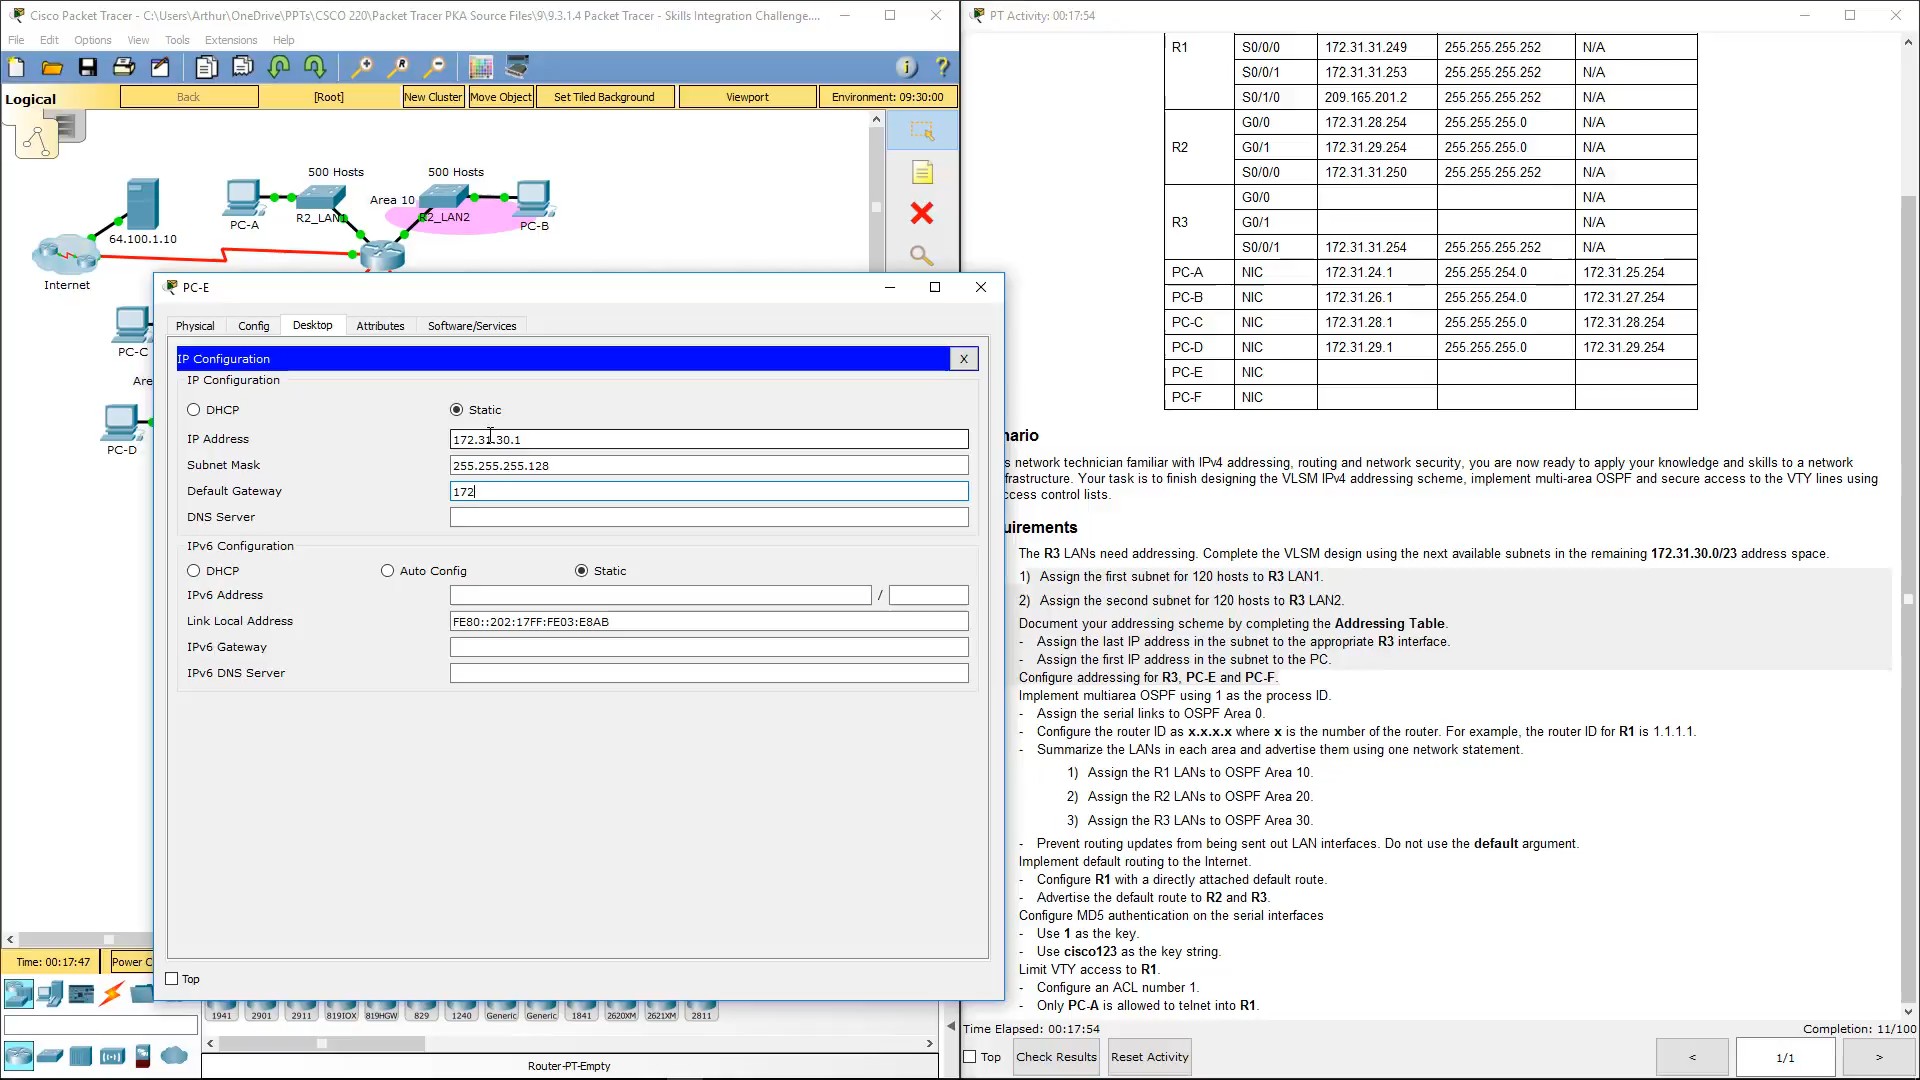 Cisco Packet Tracer - C:\Users\Arthur\OneDrive\PPTs\CSCO 220\Packet Tracer PKA Source Files\9\9.3.1.4 Packet Tracer - Skills Integration Challenge....
File Edit Options View Tools Extensions Help
Logical Back [Root] New Cluster Move Object Set Tiled Background Viewport Environment: 09:30:00
500 Hosts 500 Hosts
Area 10
PC-A R2_LAN1 R2_LAN2 PC-B
64.100.1.10
Internet
PC-C
Are
PC-D
PC-E
Physical Config Desktop Attributes Software/Services
IP Configuration X
IP Configuration
DHCP Static
IP Address 172.31.30.1
Subnet Mask 255.255.255.128
Default Gateway 172
DNS Server
IPv6 Configuration
DHCP Auto Config Static
IPv6 Address /
Link Local Address FE80::202:17FF:FE03:E8AB
IPv6 Gateway
IPv6 DNS Server
Top
Time: 00:17:47 Power C
1941 2901 2911 819IOX 819HGW 829 1240 Generic Generic 1841 2620XM 2621XM 2811
Router-PT-Empty
PT Activity: 00:17:54
R1 S0/0/0 172.31.31.249 255.255.255.252 N/A
S0/0/1 172.31.31.253 255.255.255.252 N/A
S0/1/0 209.165.201.2 255.255.255.252 N/A
R2 G0/0 172.31.28.254 255.255.255.0 N/A
G0/1 172.31.29.254 255.255.255.0 N/A
S0/0/0 172.31.31.250 255.255.255.252 N/A
R3 G0/0 N/A
G0/1 N/A
S0/0/1 172.31.31.254 255.255.255.252 N/A
PC-A NIC 172.31.24.1 255.255.254.0 172.31.25.254
PC-B NIC 172.31.26.1 255.255.254.0 172.31.27.254
PC-C NIC 172.31.28.1 255.255.255.0 172.31.28.254
PC-D NIC 172.31.29.1 255.255.255.0 172.31.29.254
PC-E NIC
PC-F NIC
nario
s network technician familiar with IPv4 addressing, routing and network security, you are now ready to apply your knowledge and skills to a network
frastructure. Your task is to finish designing the VLSM IPv4 addressing scheme, implement multi-area OSPF and secure access to the VTY lines using
ccess control lists.
uirements
The R3 LANs need addressing. Complete the VLSM design using the next available subnets in the remaining 172.31.30.0/23 address space.
1) Assign the first subnet for 120 hosts to R3 LAN1.
2) Assign the second subnet for 120 hosts to R3 LAN2.
Document your addressing scheme by completing the Addressing Table.
- Assign the last IP address in the subnet to the appropriate R3 interface.
- Assign the first IP address in the subnet to the PC.
Configure addressing for R3, PC-E and PC-F.
Implement multiarea OSPF using 1 as the process ID.
- Assign the serial links to OSPF Area 0.
- Configure the router ID as x.x.x.x where x is the number of the router. For example, the router ID for R1 is 1.1.1.1.
- Summarize the LANs in each area and advertise them using one network statement.
1) Assign the R1 LANs to OSPF Area 10.
2) Assign the R2 LANs to OSPF Area 20.
3) Assign the R3 LANs to OSPF Area 30.
- Prevent routing updates from being sent out LAN interfaces. Do not use the default argument.
Implement default routing to the Internet.
- Configure R1 with a directly attached default route.
- Advertise the default route to R2 and R3.
Configure MD5 authentication on the serial interfaces
- Use 1 as the key.
- Use cisco123 as the key string.
Limit VTY access to R1.
- Configure an ACL number 1.
- Only PC-A is allowed to telnet into R1.
Time Elapsed: 00:17:54 Completion: 11/100
Top Check Results Reset Activity < 1/1 >